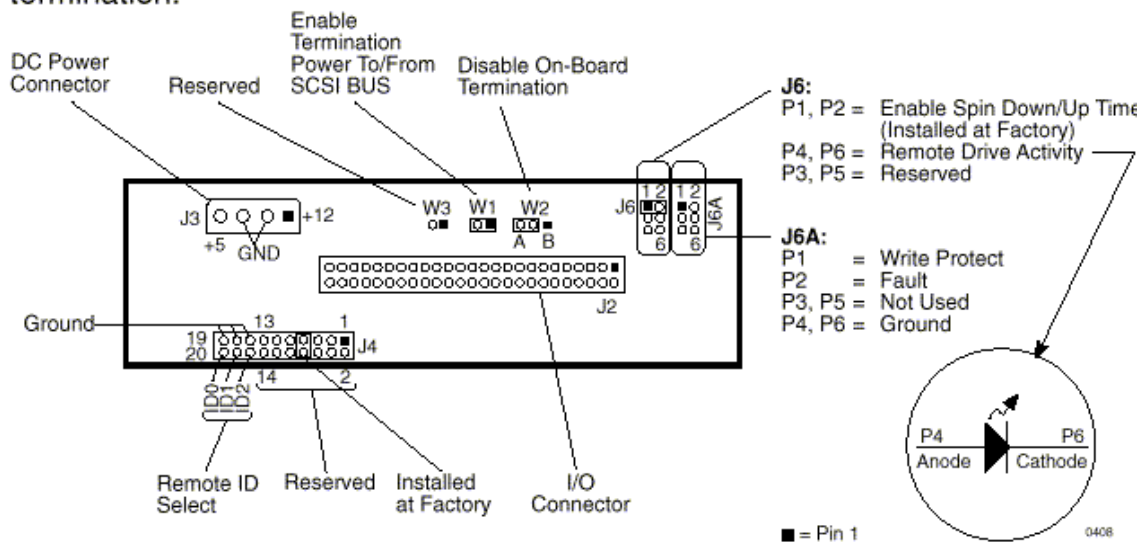 termination.
Enable
Termination
Power To/From
SCSI BUS
DC Power
Connector
Reserved
Disable On-Board
Termination
J6:
P1, P2 = Enable Spin Down/Up Time
(Installed at Factory)
P4, P6 = Remote Drive Activity
P3, P5 = Reserved
J3
+12
+5
GND
W3
W1
W2
A
B
J6
1 2
6
1 2
6
J6A
J2
J6A:
P1 = Write Protect
P2 = Fault
P3, P5 = Not Used
P4, P6 = Ground
Ground
19
20
13
1
J4
14
2
ID0
ID1
ID2
Remote ID
Select
Reserved
Installed
at Factory
I/O
Connector
P4
Anode
P6
Cathode
= Pin 1
0408